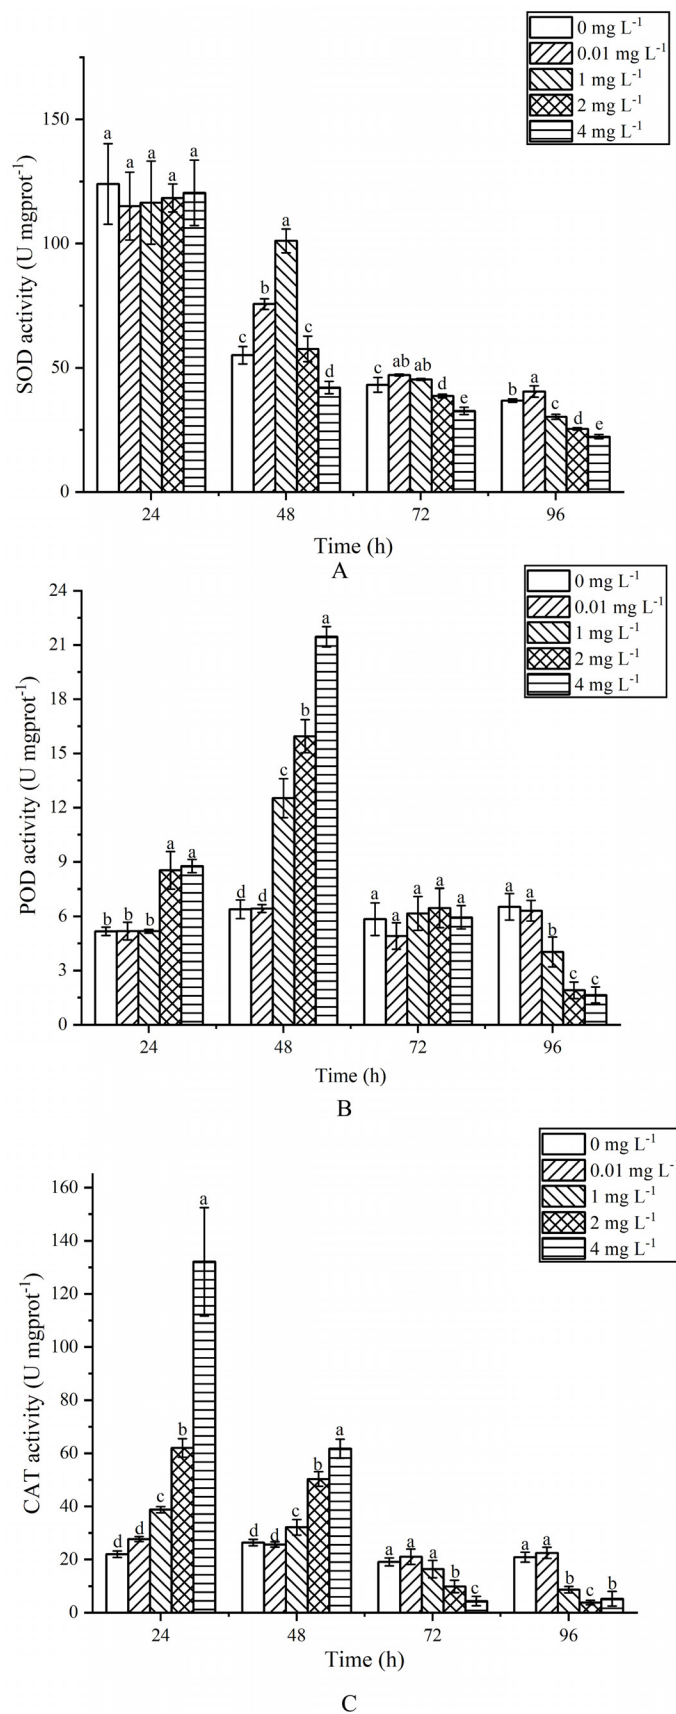 0 mg L⁻¹
0.01 mg L⁻¹
1 mg L⁻¹
2 mg L⁻¹
4 mg L⁻¹
SOD activity (U mgprot⁻¹)
150
100
50
0
a a a a a
c b a c d
c ab ab d e
b a c d e
24 48 72 96
Time (h)
A
0 mg L⁻¹
0.01 mg L⁻¹
1 mg L⁻¹
2 mg L⁻¹
4 mg L⁻¹
POD activity (U mgprot⁻¹)
24
21
18
15
12
9
6
3
0
b b b a a
d d c b a
a a a a a
a a b c c
24 48 72 96
Time (h)
B
0 mg L⁻¹
0.01 mg L⁻
1 mg L⁻¹
2 mg L⁻¹
4 mg L⁻¹
CAT activity (U mgprot⁻¹)
160
140
120
100
80
60
40
20
0
d d c b a
d d c b a
a a a b c
a a b c b
24 48 72 96
Time (h)
C